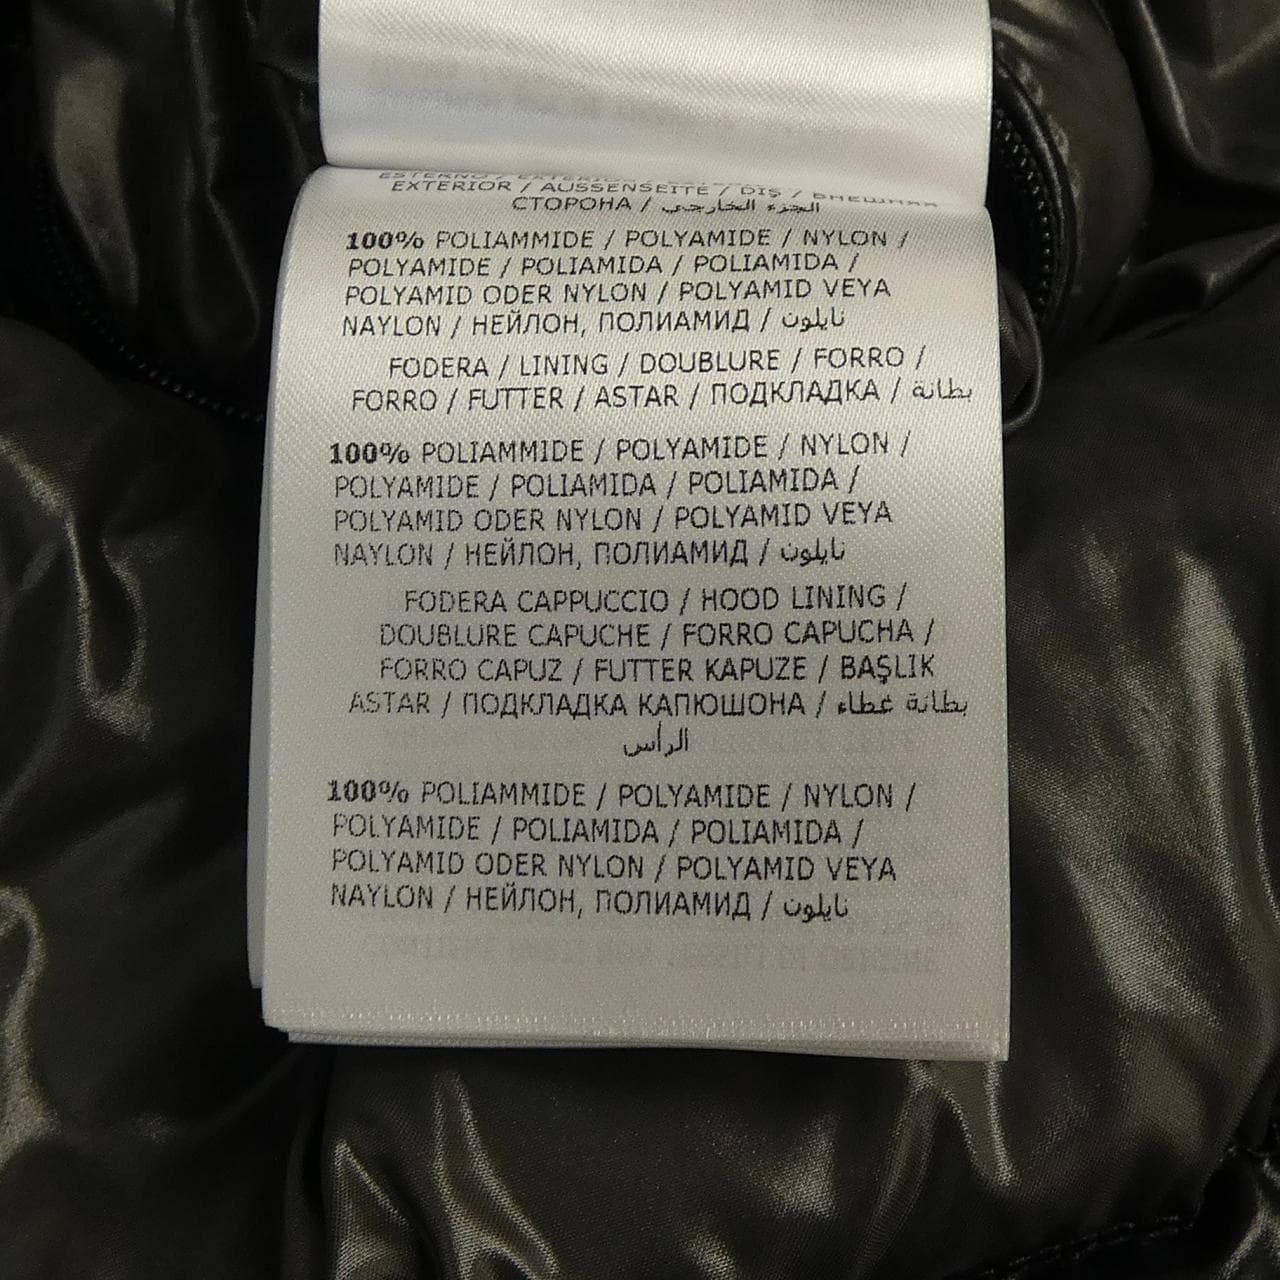 ESTERNO / EXTERIOR /
EXTERIOR / AUSSENSEITE / DIŞ / ВНЕШНЯЯ
СТОРОНА / الجزء الخارجي
100% POLIAMMIDE / POLYAMIDE / NYLON /
POLYAMIDE / POLIAMIDA / POLIAMIDA /
POLYAMID ODER NYLON / POLYAMID VEYA
NAYLON / НЕЙЛОН, ПОЛИАМИД / نايلون
FODERA / LINING / DOUBLURE / FORRO /
FORRO / FUTTER / ASTAR / ПОДКЛАДКА / بطانة
100% POLIAMMIDE / POLYAMIDE / NYLON /
POLYAMIDE / POLIAMIDA / POLIAMIDA /
POLYAMID ODER NYLON / POLYAMID VEYA
NAYLON / НЕЙЛОН, ПОЛИАМИД / نايلون
FODERA CAPPUCCIO / HOOD LINING /
DOUBLURE CAPUCHE / FORRO CAPUCHA /
FORRO CAPUZ / FUTTER KAPUZE / BAŞLIK
ASTAR / ПОДКЛАДКА КАПЮШОНА / بطانة غطاء
الرأس
100% POLIAMMIDE / POLYAMIDE / NYLON /
POLYAMIDE / POLIAMIDA / POLIAMIDA /
POLYAMID ODER NYLON / POLYAMID VEYA
NAYLON / НЕЙЛОН, ПОЛИАМИД / نايلون